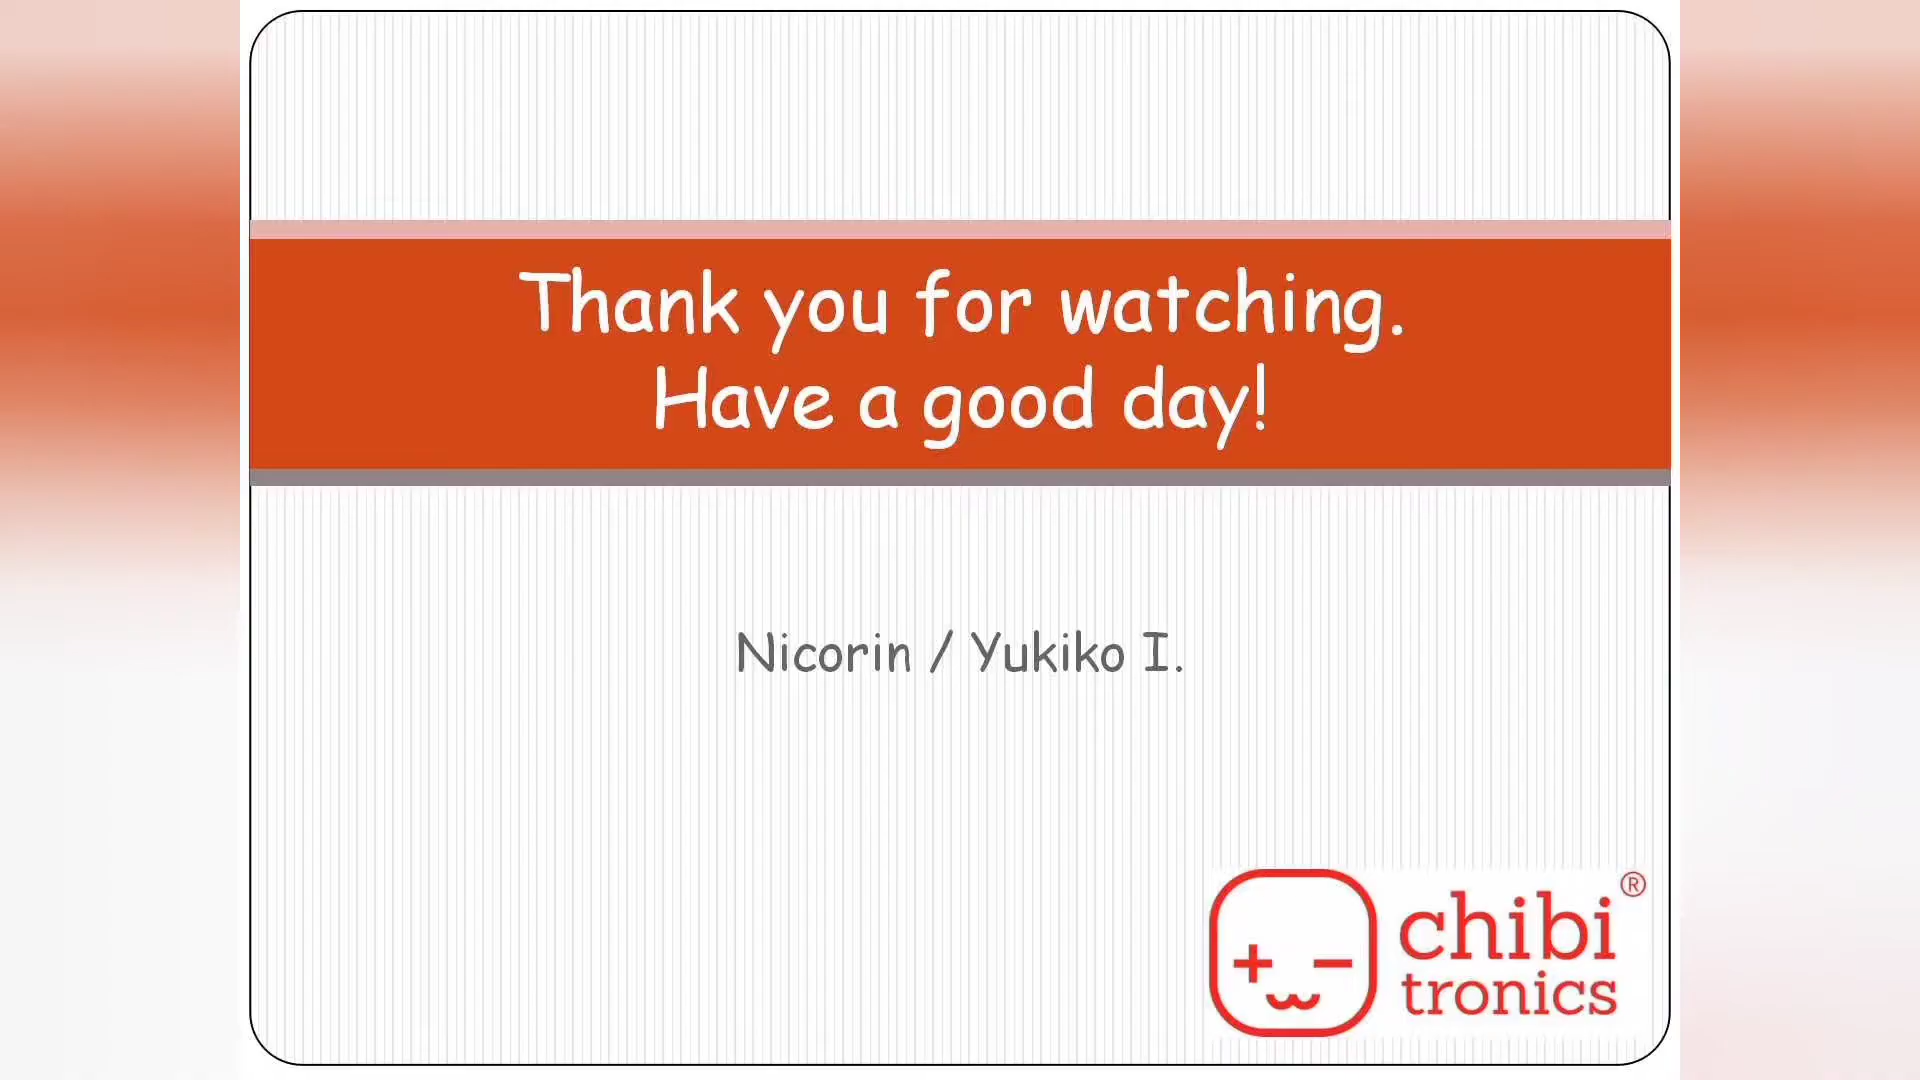 Thank you for watching.
Have a good day!
Nicorin / Yukiko I.
chibi®
tronics